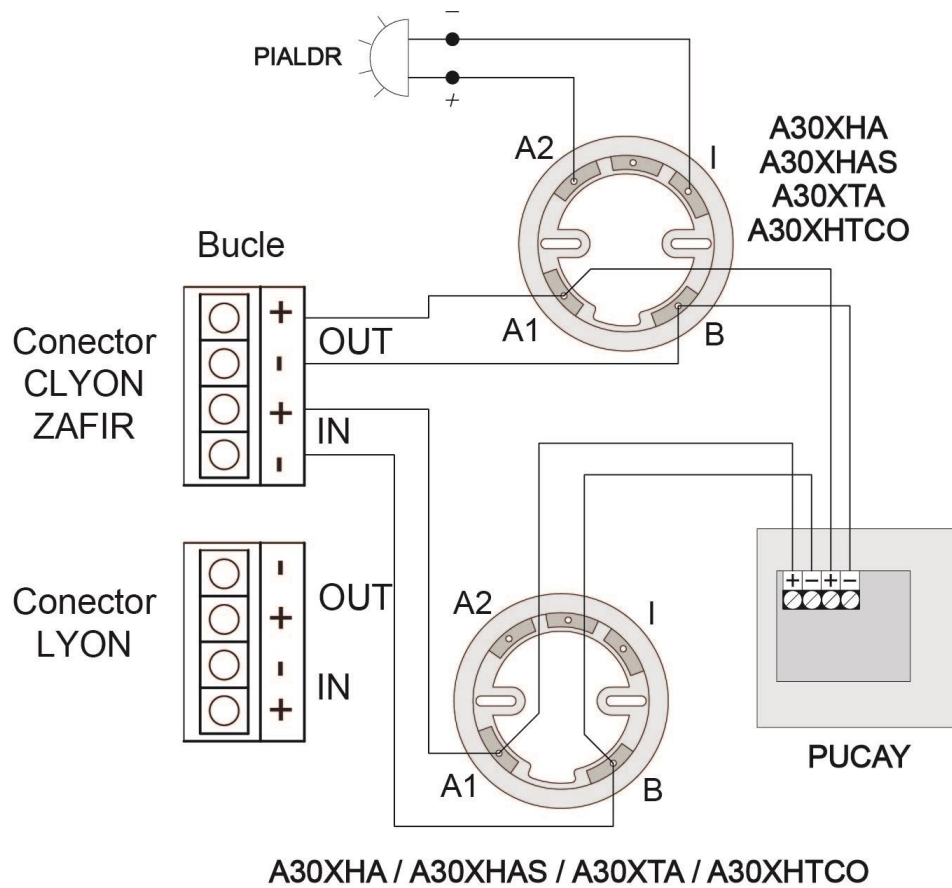 −
PIALDR
+
A2
I
A30XHA
A30XHAS
A30XTA
A30XHTCO
Bucle
Conector
CLYON
ZAFIR
+
-
+
-
OUT
IN
A1
B
Conector
LYON
-
+
-
+
OUT
IN
A2
I
A1
B
+ − + −
PUCAY
A30XHA / A30XHAS / A30XTA / A30XHTCO